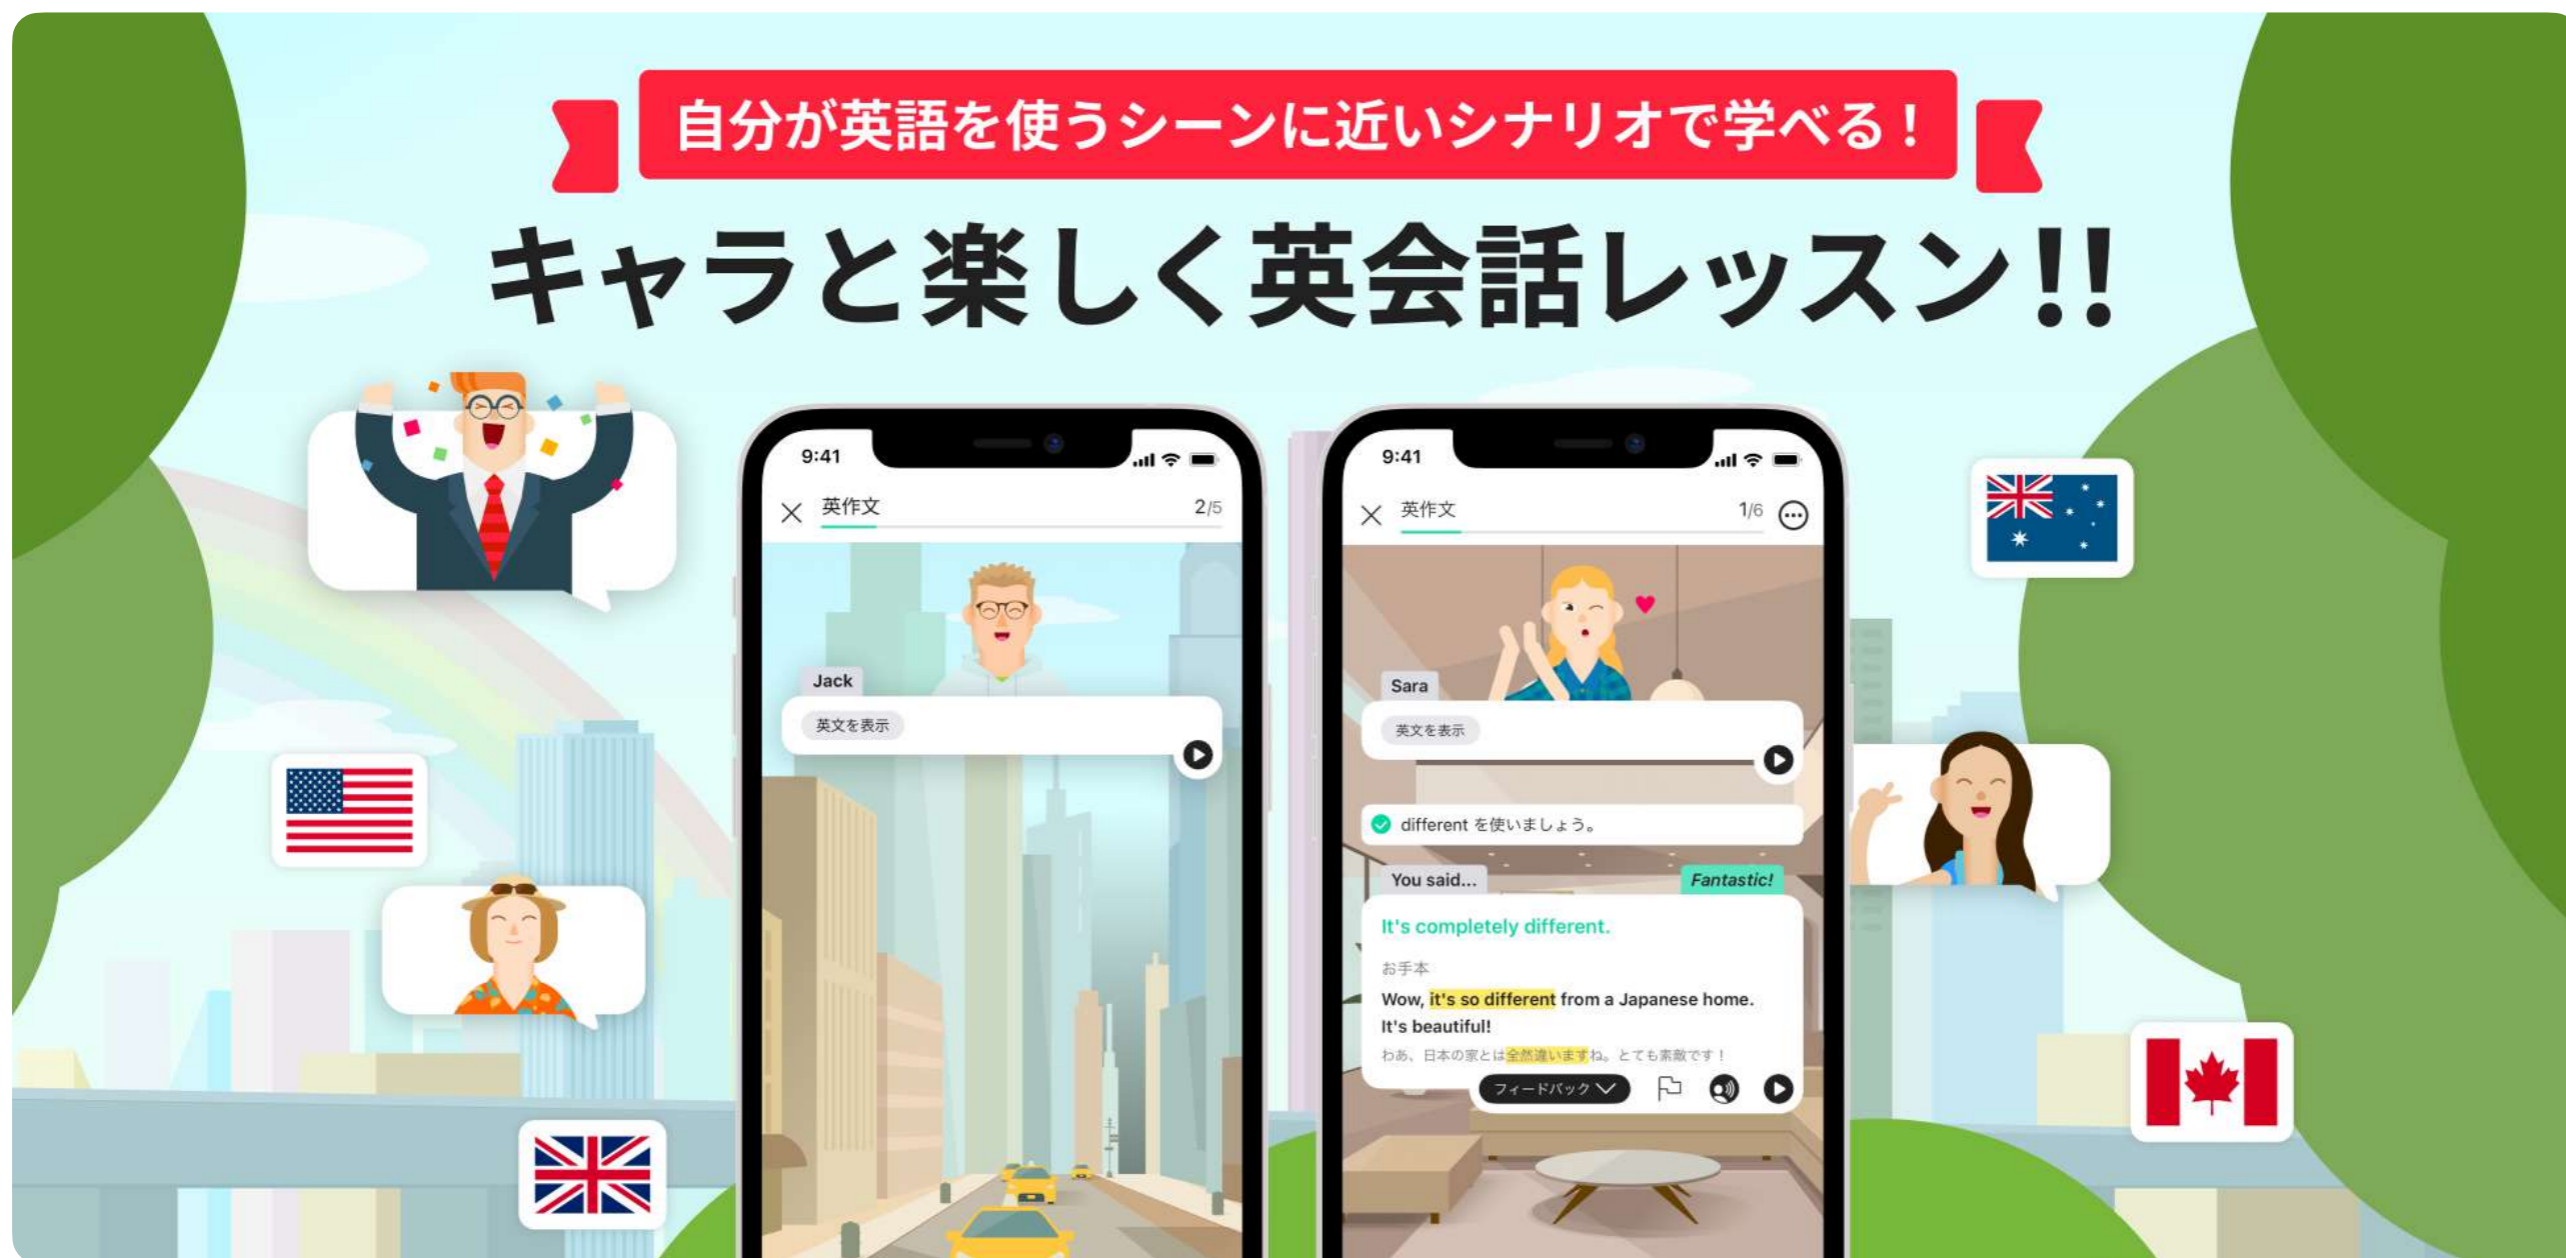 自分が英語を使うシーンに近いシナリオで学べる！
キャラと楽しく英会話レッスン!!
9:41
英作文
2/5
Jack
英文を表示
9:41
英作文
1/6
Sara
英文を表示
different を使いましょう。
You said...
Fantastic!
It's completely different.
お手本
Wow, it's so different from a Japanese home.
It's beautiful!
わあ、日本の家とは全然違いますね。とても素敵です！
フィードバック